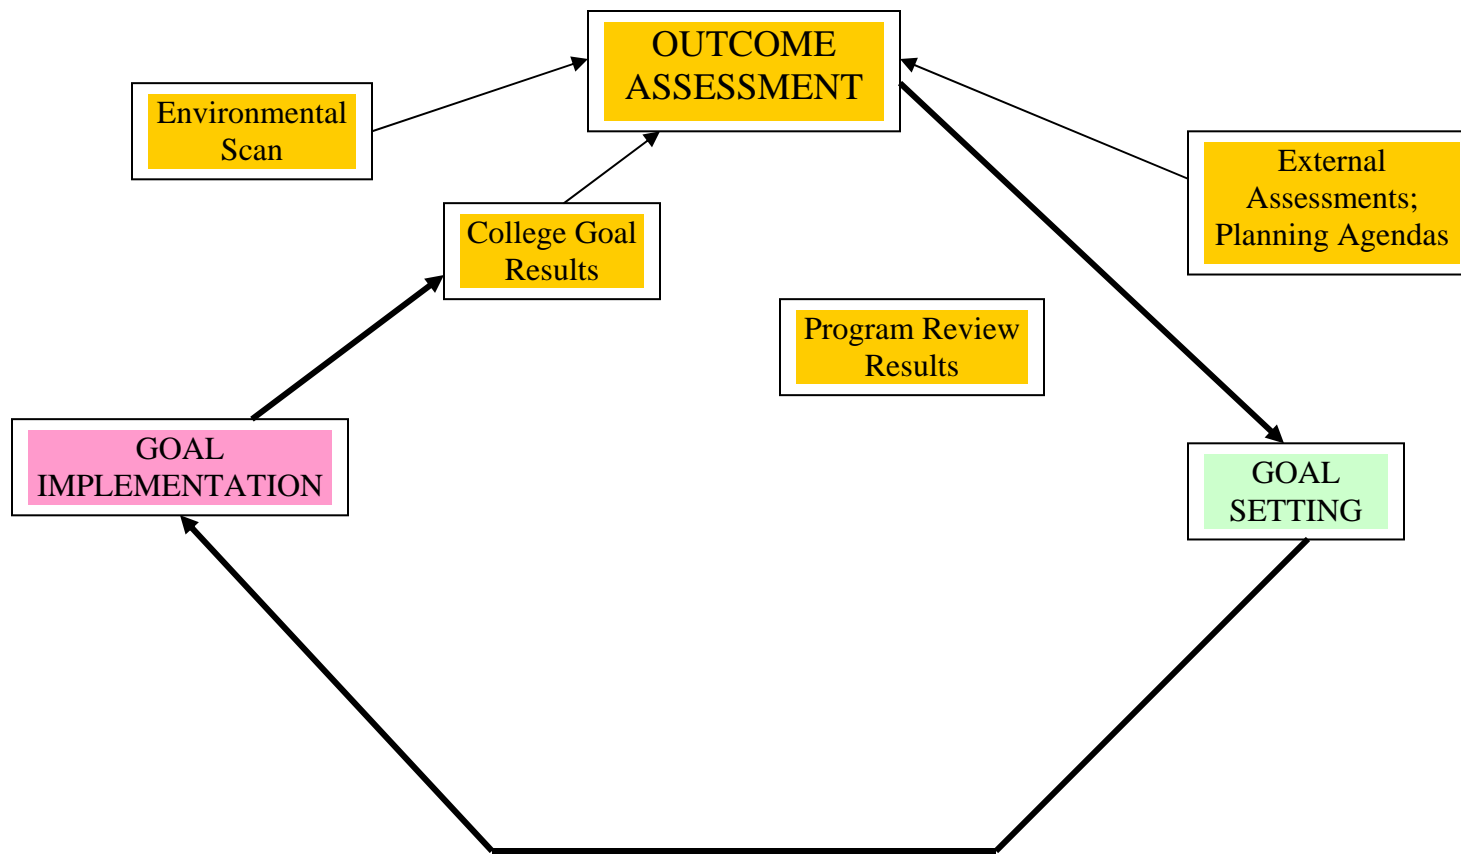 OUTCOME
ASSESSMENT
Environmental
Scan
External
Assessments;
Planning Agendas
College Goal
Results
Program Review
Results
GOAL
IMPLEMENTATION
GOAL
SETTING